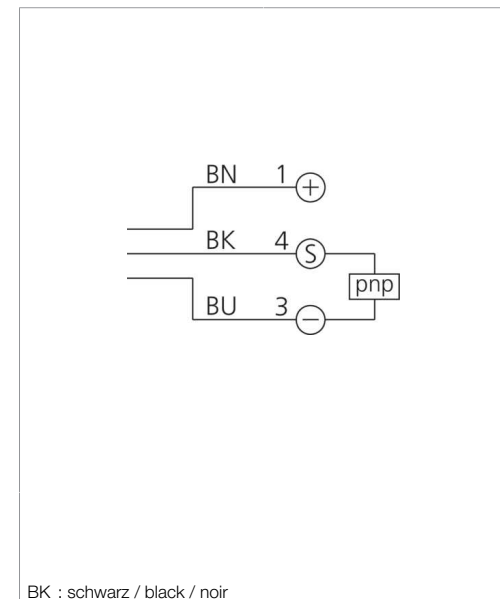 BN 1 +
BK 4 S
pnp
BU 3 −
BK : schwarz / black / noir